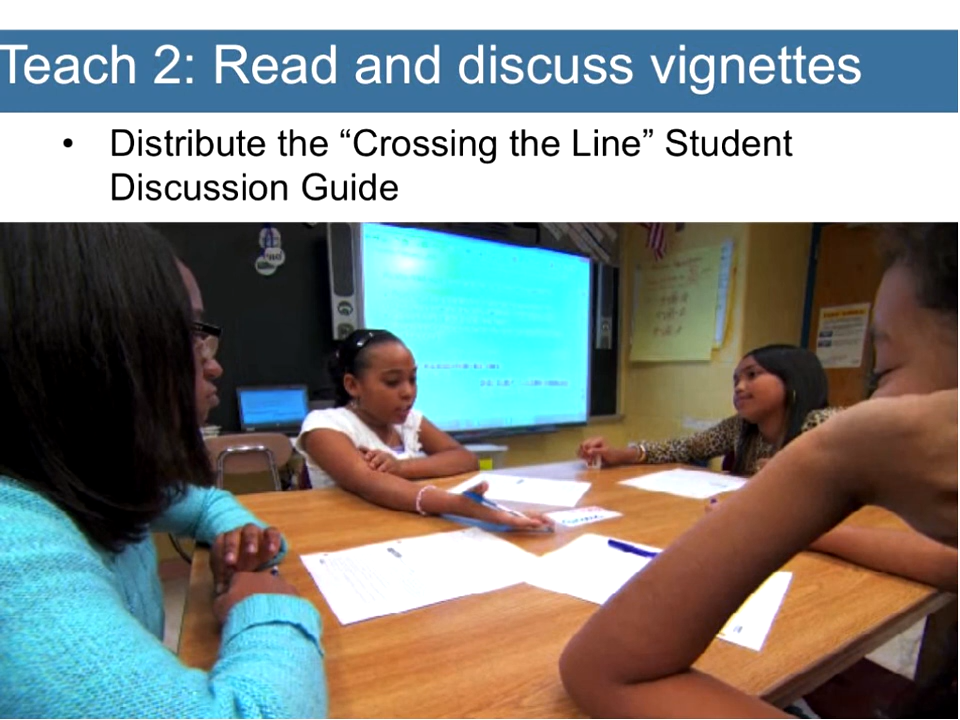 Teach 2: Read and discuss vignettes
• Distribute the “Crossing the Line” Student
Discussion Guide